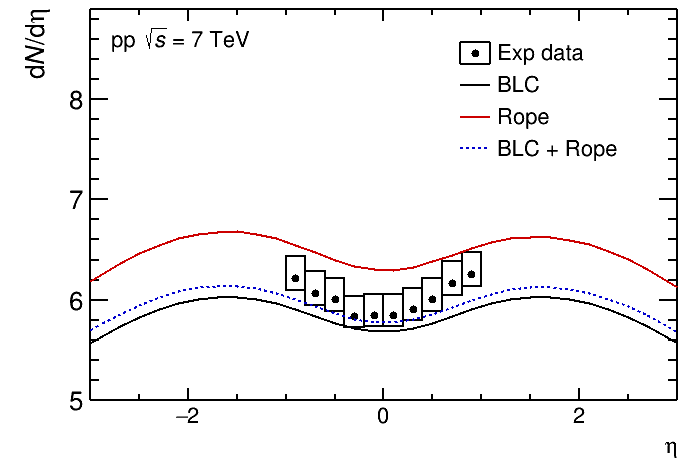 dN/dη
pp √s = 7 TeV
Exp data
BLC
Rope
BLC + Rope
8
7
6
5
−2 0 2
η